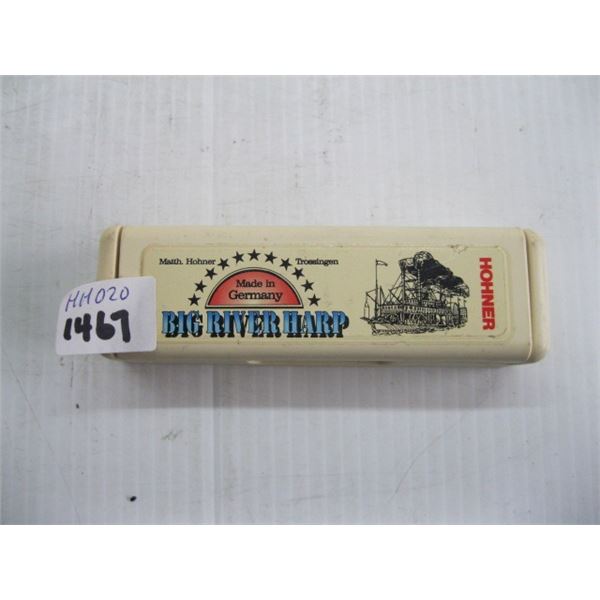 HH020
1467
Matth. Hohner Trossingen
Made in
Germany
BIG RIVER HARP
HOHNER